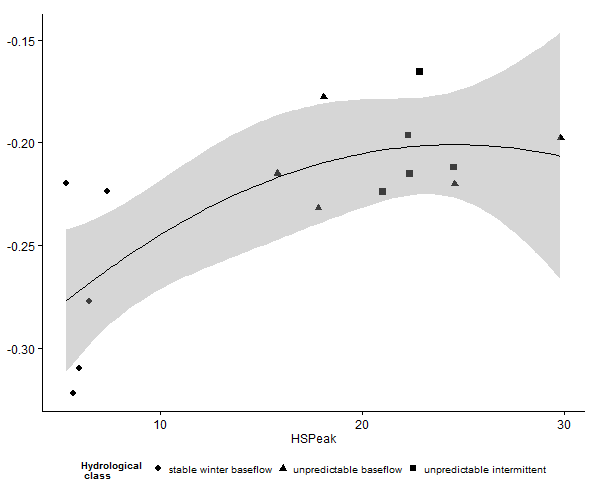 -0.15
-0.20
-0.25
-0.30
10 20 30
HSPeak
Hydrological
class
stable winter baseflow unpredictable baseflow unpredictable intermittent